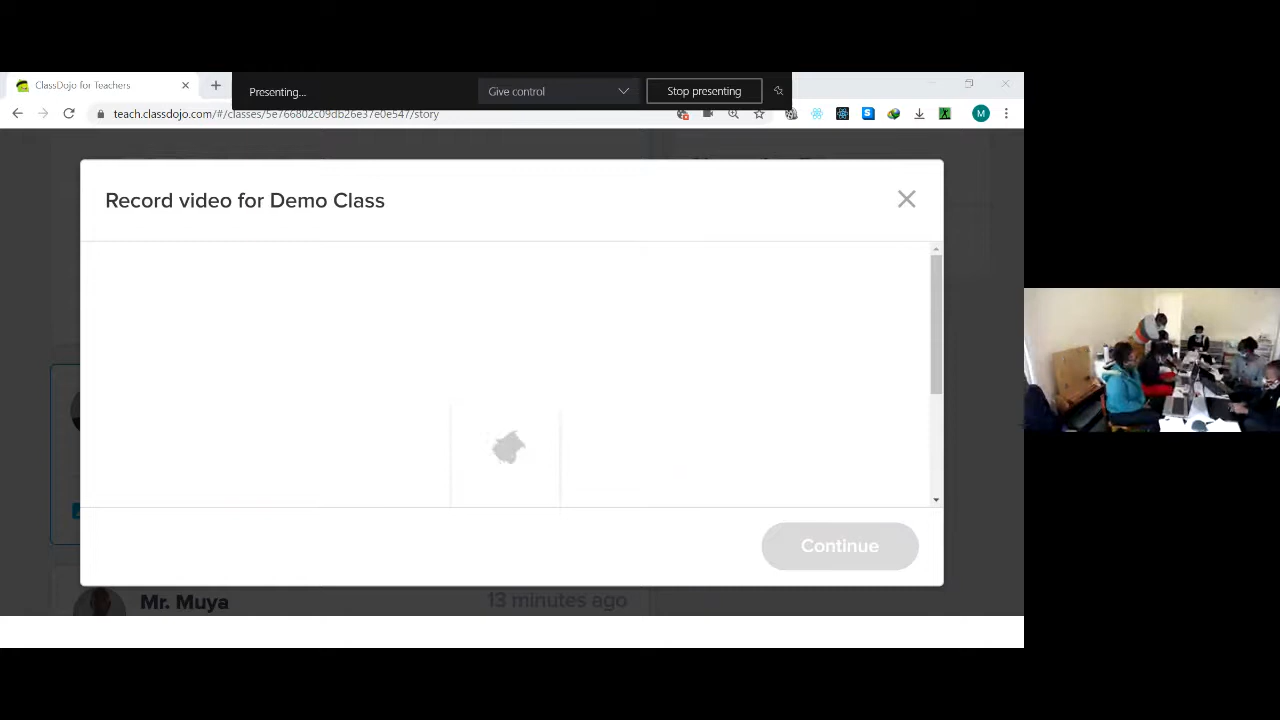 ClassDojo for Teachers
Presenting...
Give control
Stop presenting
teach.classdojo.com/#/classes/5e7668c2c09db26e37e0e547/story
M
Record video for Demo Class
Continue
Mr. Muya
13 minutes ago